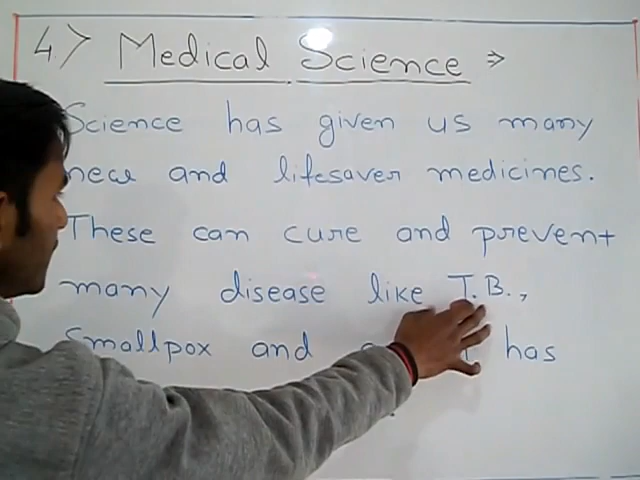 4> Medical Science ⇒
Science has given us many
new and lifesaver medicines.
These can cure and prevent
many disease like T.B.,
Smallpox and has